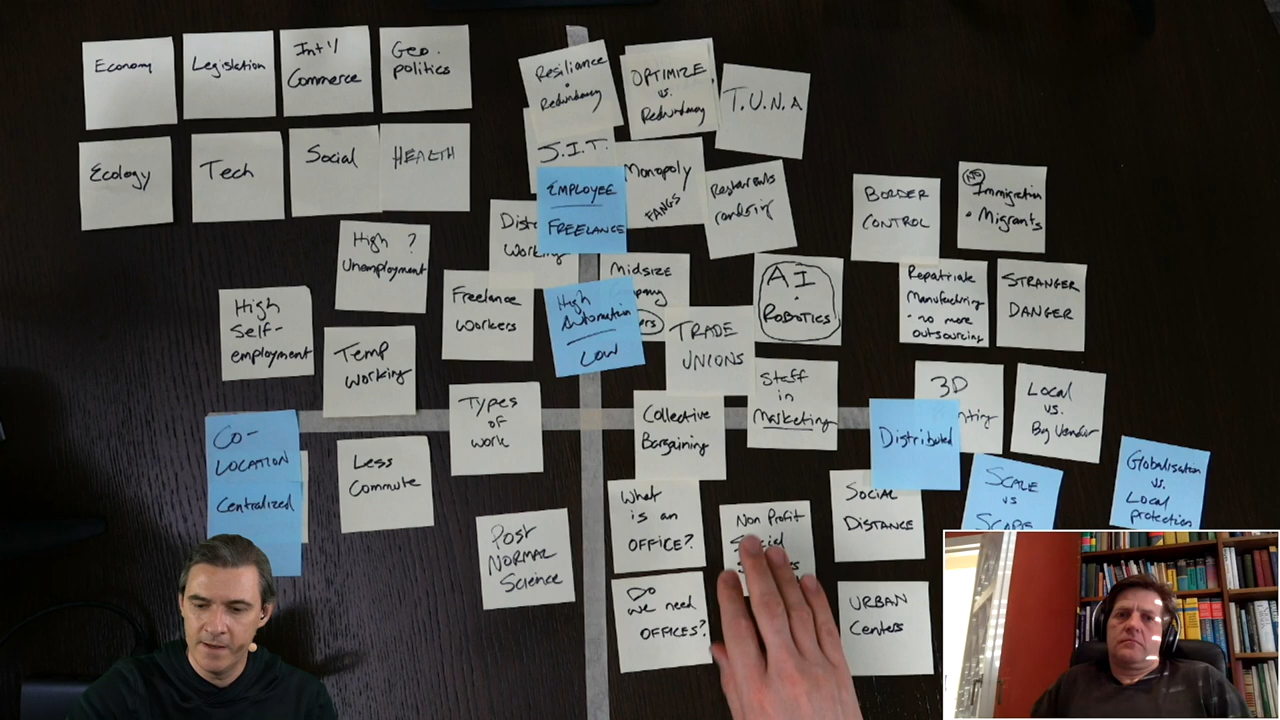 Economy
Legislation
Int'l
Commerce
Geo.
politics
Ecology
Tech
Social
HEALTH
Resiliance
Redundancy
OPTIMIZE
vs.
Redundancy
T.U.N.A
S.I.T.
EMPLOYEE
FREELANCE
Monopoly
FANGS
Restaurants
BORDER
CONTROL
NO
Immigration
• Migrants
High ?
Unemployment
Freelance
Workers
Midsize
High
Automation
LOW
AI
•
ROBOTICS
Repatriate
Manufacturing
• no more
outsourcing
STRANGER
DANGER
High
Self-
employment
Temp
Working
TRADE
UNIONS
Staff
in
Marketing
3D
Local
vs.
Types
of
work
Collective
Bargaining
Distributed
CO-
LOCATION
Centralized
Less
Commute
Globalisation
vs.
Local
protection
SCALE
vs
SCOPE
SOCIAL
DISTANCE
What
is an
OFFICE?
Non Profit
Post
NORMAL
Science
Do
we need
OFFICES?
URBAN
Centers